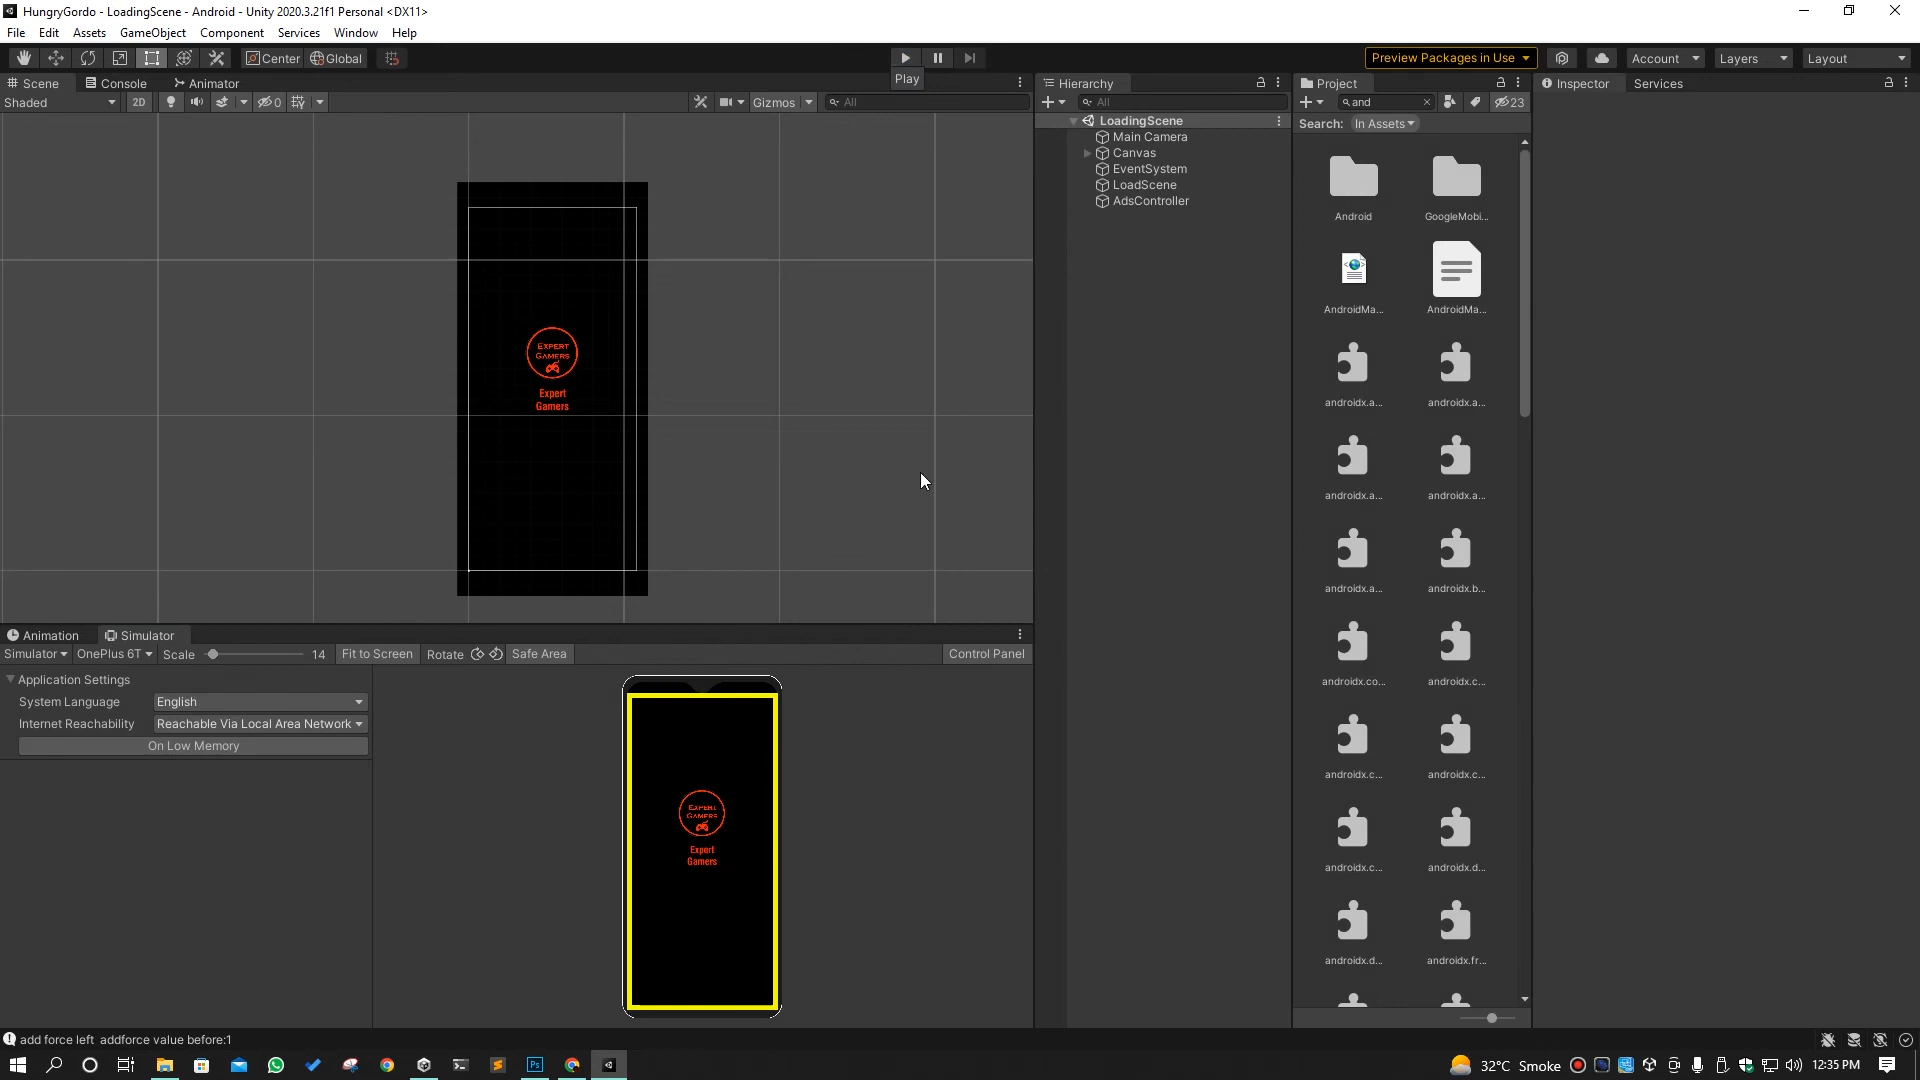 HungryGordo - LoadingScene - Android - Unity 2020.3.21f1 Personal <DX11>
File Edit Assets GameObject Component Services Window Help
Center Global
Play
Preview Packages in Use
Account Layers Layout
Scene Console Animator
Shaded 2D 0 Gizmos All
Hierarchy
All
LoadingScene
Main Camera
Canvas
EventSystem
LoadScene
AdsController
Project
and 23
Search: In Assets
Android GoogleMobi...
AndroidMa... AndroidMa...
androidx.a... androidx.a...
androidx.a... androidx.a...
androidx.a... androidx.b...
androidx.co... androidx.c...
androidx.c... androidx.c...
androidx.c... androidx.d...
androidx.d... androidx.fr...
Inspector Services
EXPERT
GAMERS
Expert
Gamers
Animation Simulator
Simulator OnePlus 6T Scale 14 Fit to Screen Rotate Safe Area Control Panel
Application Settings
System Language English
Internet Reachability Reachable Via Local Area Network
On Low Memory
EXPERT
GAMERS
Expert
Gamers
add force left addforce value before:1
Ps
32°C Smoke 12:35 PM